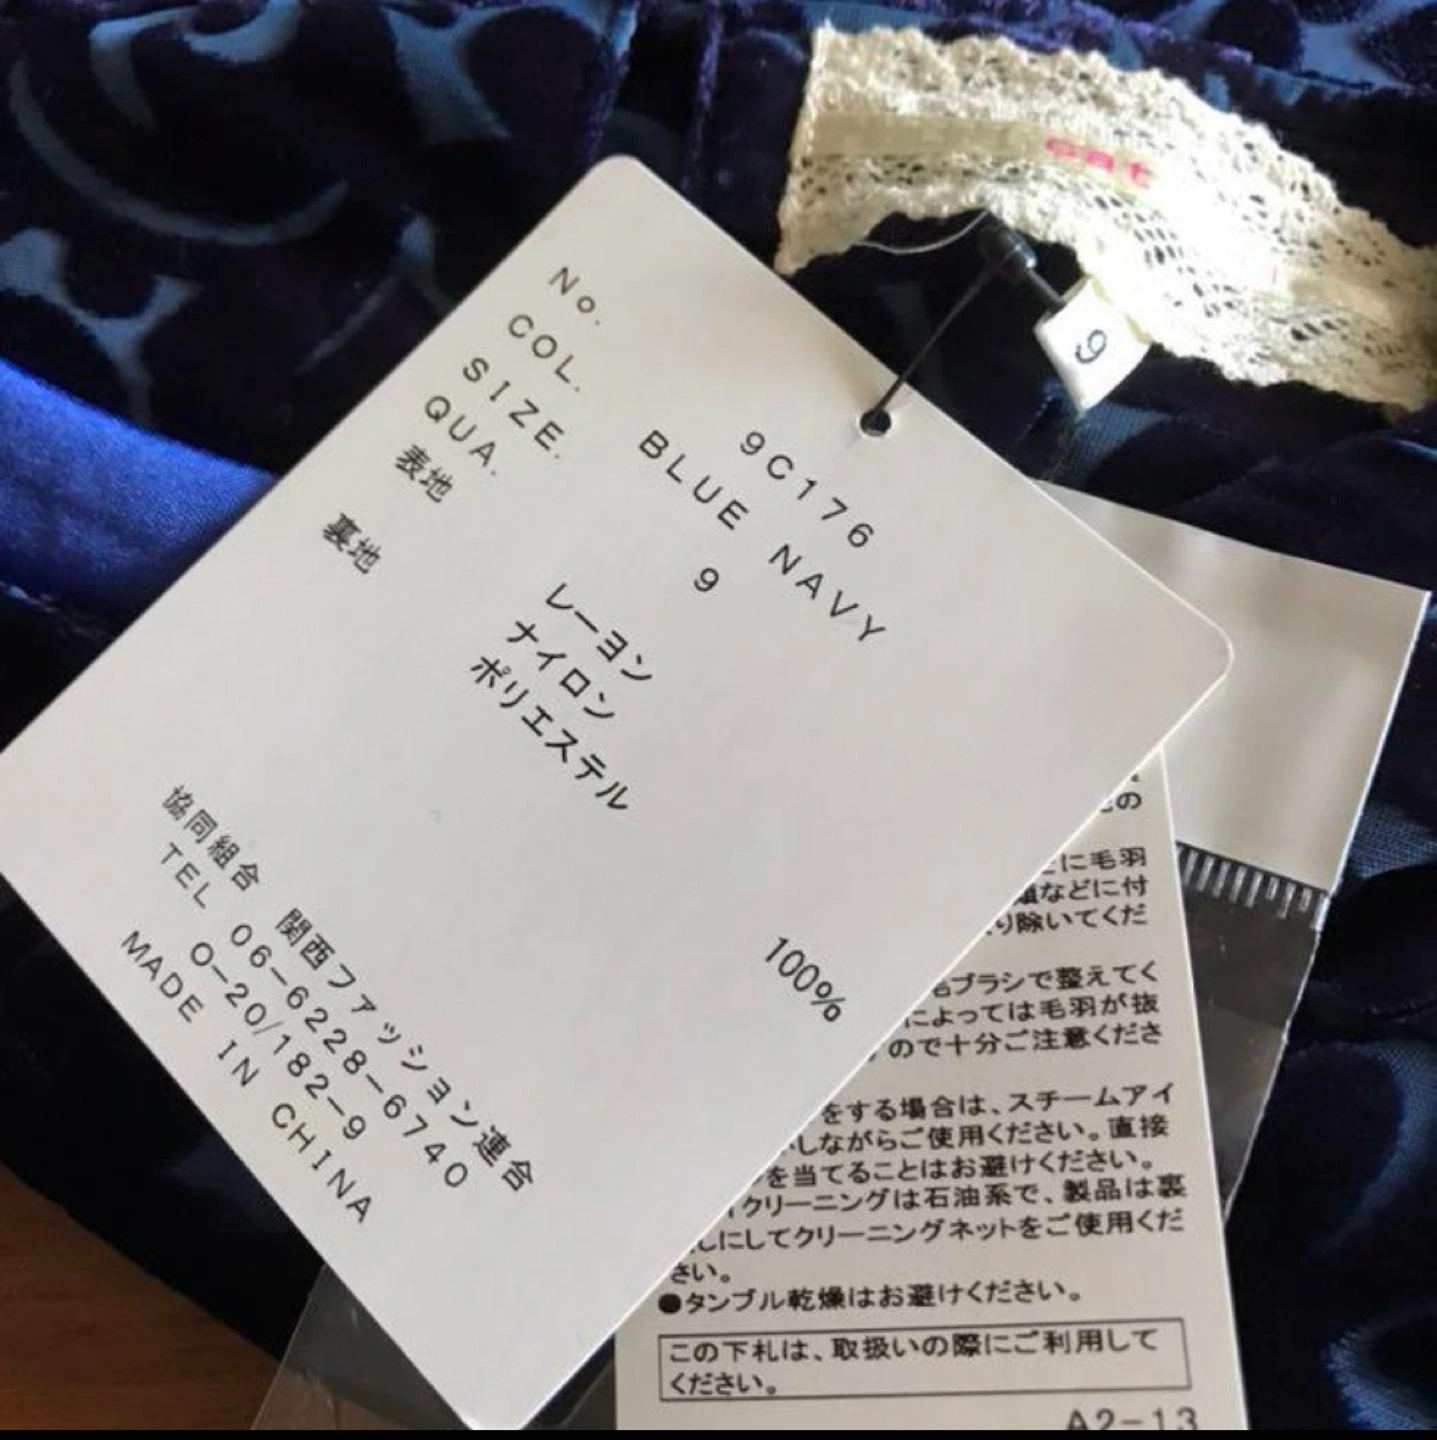 cat
9
No. 9C176
COL. BLUE NAVY
SIZE. 9
QUA.
表地 レーヨン
ナイロン
裏地 ポリエステル 100%
協同組合 関西ファッション連合
TEL 06-6228-6740
O-20/182-9
MADE IN CHINA
の
に毛羽
などに付
り除いてくだ
毛ブラシで整えてく
によっては毛羽が抜
ので十分ご注意くださ
をする場合は、スチームアイ
しながらご使用ください。直接
を当てることはお避けください。
クリーニングは石油系で、製品は裏
しにしてクリーニングネットをご使用くだ
さい。
●タンブル乾燥はお避けください。
この下札は、取扱いの際にご利用して
ください。
A2-13